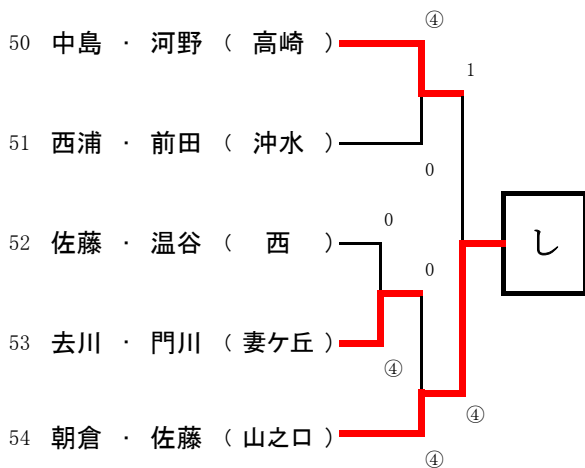 ④
50 中島 ・ 河野 （ 高崎 ）
1
51 西浦 ・ 前田 （ 沖水 ）
0
0
52 佐藤 ・ 温谷 （ 西 ）
し
0
53 去川 ・ 門川 （ 妻ケ丘 ）
④
④
54 朝倉 ・ 佐藤 （ 山之口 ）
④